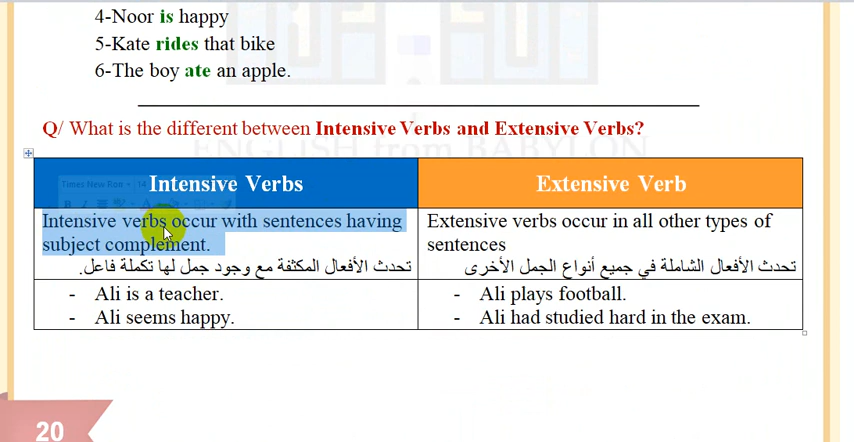 4-Noor is happy
5-Kate rides that bike
6-The boy ate an apple.
Q/ What is the different between Intensive Verbs and Extensive Verbs?
ENGLISH from BABYLON
Intensive Verbs
Extensive Verb
Times New Ron 14
Intensive verbs occur with sentences having
subject complement.
تحدث الأفعال المكثفة مع وجود جمل لها تكملة فاعل.
Extensive verbs occur in all other types of
sentences
تحدث الأفعال الشاملة في جميع أنواع الجمل الأخرى
- Ali is a teacher.
- Ali seems happy.
- Ali plays football.
- Ali had studied hard in the exam.
20